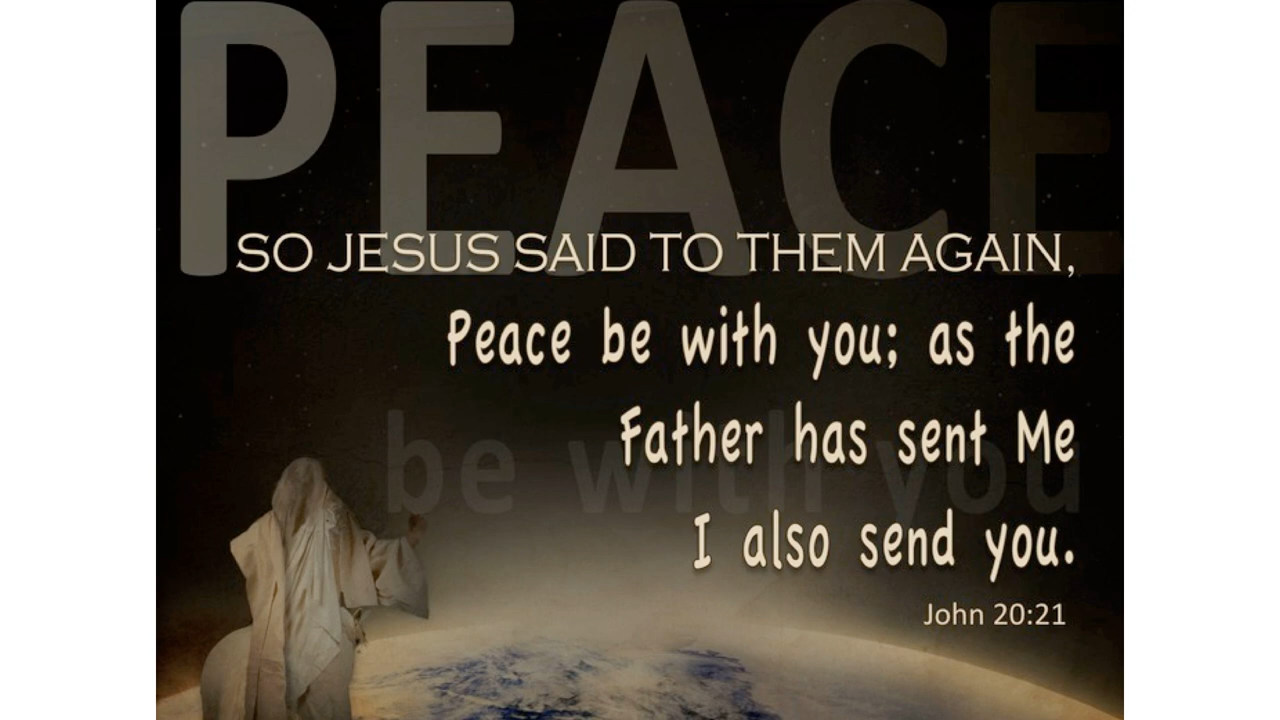 PEACE
SO JESUS SAID TO THEM AGAIN,
Peace be with you; as the
Father has sent Me
be with you
I also send you.
John 20:21